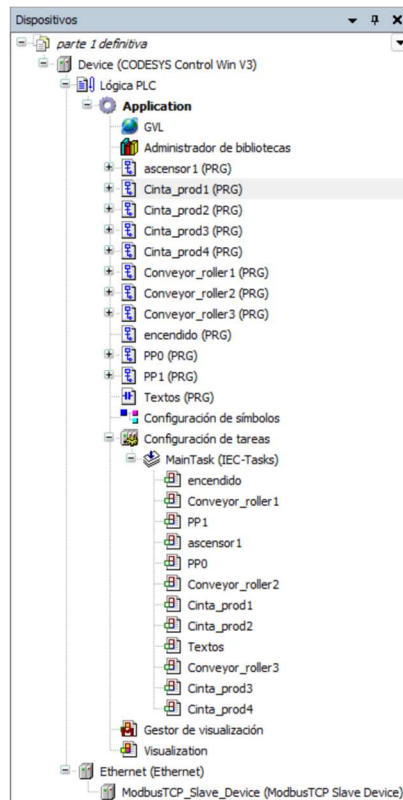 Dispositivos
parte 1 definitiva
Device (CODESYS Control Win V3)
Lógica PLC
Application
GVL
Administrador de bibliotecas
ascensor1 (PRG)
Cinta_prod1 (PRG)
Cinta_prod2 (PRG)
Cinta_prod3 (PRG)
Cinta_prod4 (PRG)
Conveyor_roller1 (PRG)
Conveyor_roller2 (PRG)
Conveyor_roller3 (PRG)
encendido (PRG)
PP0 (PRG)
PP1 (PRG)
Textos (PRG)
Configuración de símbolos
Configuración de tareas
MainTask (IEC-Tasks)
encendido
Conveyor_roller1
PP1
ascensor1
PP0
Conveyor_roller2
Cinta_prod1
Cinta_prod2
Textos
Conveyor_roller3
Cinta_prod3
Cinta_prod4
Gestor de visualización
Visualization
Ethernet (Ethernet)
ModbusTCP_Slave_Device (ModbusTCP Slave Device)